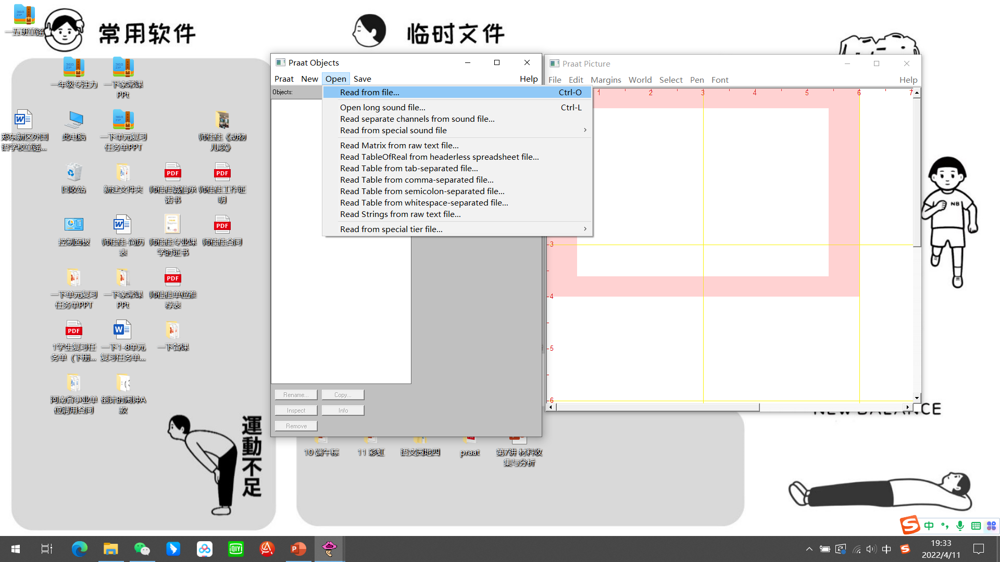 一五班童谣
常用软件
临时文件
一年级专注力
一下家常课
PPt
郑东新区外国
语学校童谣...
此电脑
一下单元复习
任务单PPT
师佳佳《动物
儿歌》
回收站
新建文件夹
师佳佳诚信承
诺书
师佳佳工作证
明
控制面板
师佳佳-简历
表
师佳佳专业课
学时证书
师佳佳合同
一下单元复习
任务单PPT
一下家常课
PPt
师佳佳单位推
荐表
1学生复习任
务单（下册...
一下1-8单元
复习任务单...
一下备课
河南省事业单
位聘用合同
倒计时闹钟A
款
運動不足
Praat Objects
Praat New Open Save Help
Objects:
Read from file... Ctrl-O
Open long sound file... Ctrl-L
Read separate channels from sound file...
Read from special sound file
Read Matrix from raw text file...
Read TableOfReal from headerless spreadsheet file...
Read Table from tab-separated file...
Read Table from comma-separated file...
Read Table from semicolon-separated file...
Read Table from whitespace-separated file...
Read Strings from raw text file...
Read from special tier file...
Rename... Copy...
Inspect Info
Remove
Praat Picture
File Edit Margins World Select Pen Font Help
1 2 3 4 5 6 7
3
4
5
6
NB
NEW BALANCE
10 端午粽
11 彩虹
语文园地四
praat
第7讲 材料收
集与分析
中
19:33
2022/4/11
中